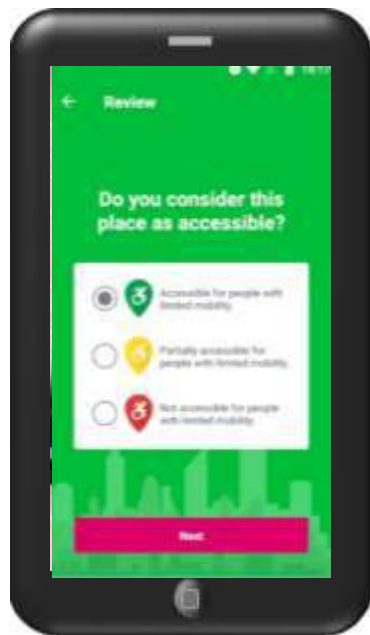 Review
Do you consider this
place as accessible?
Accessible for people with
limited mobility.
Partially accessible for
people with limited mobility.
Not accessible for people
with limited mobility.
Next